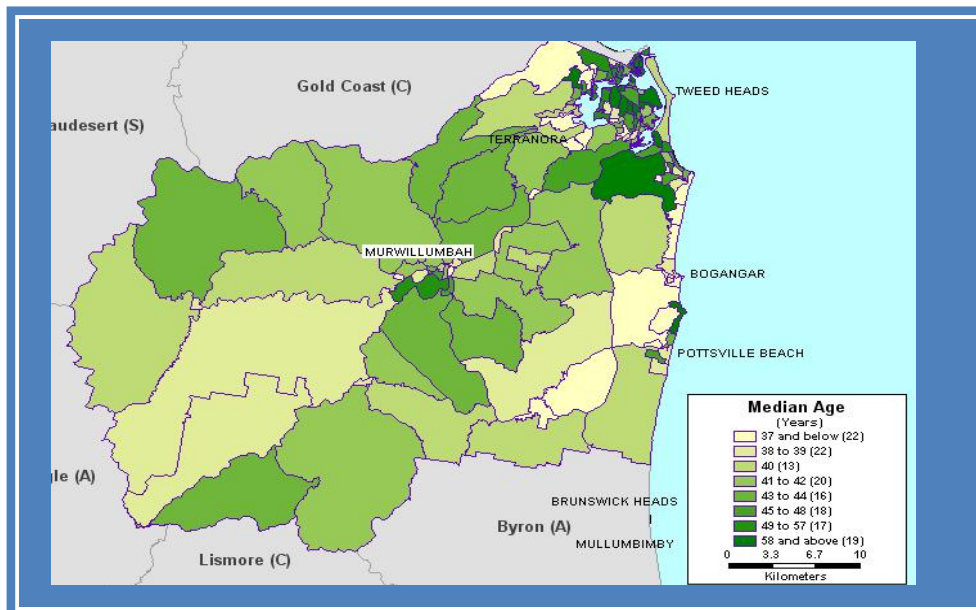 Gold Coast (C)
TWEED HEADS
audesert (S)
TERRANORA
MURWILLUMBAH
BOGANGAR
POTTSVILLE BEACH
Median Age
(Years)
37 and below (22)
38 to 39 (22)
40 (13)
41 to 42 (20)
43 to 44 (16)
45 to 48 (18)
49 to 57 (17)
58 and above (19)
0 3.3 6.7 10
Kilometers
gle (A)
BRUNSWICK HEADS
Byron (A)
MULLUMBIMBY
Lismore (C)